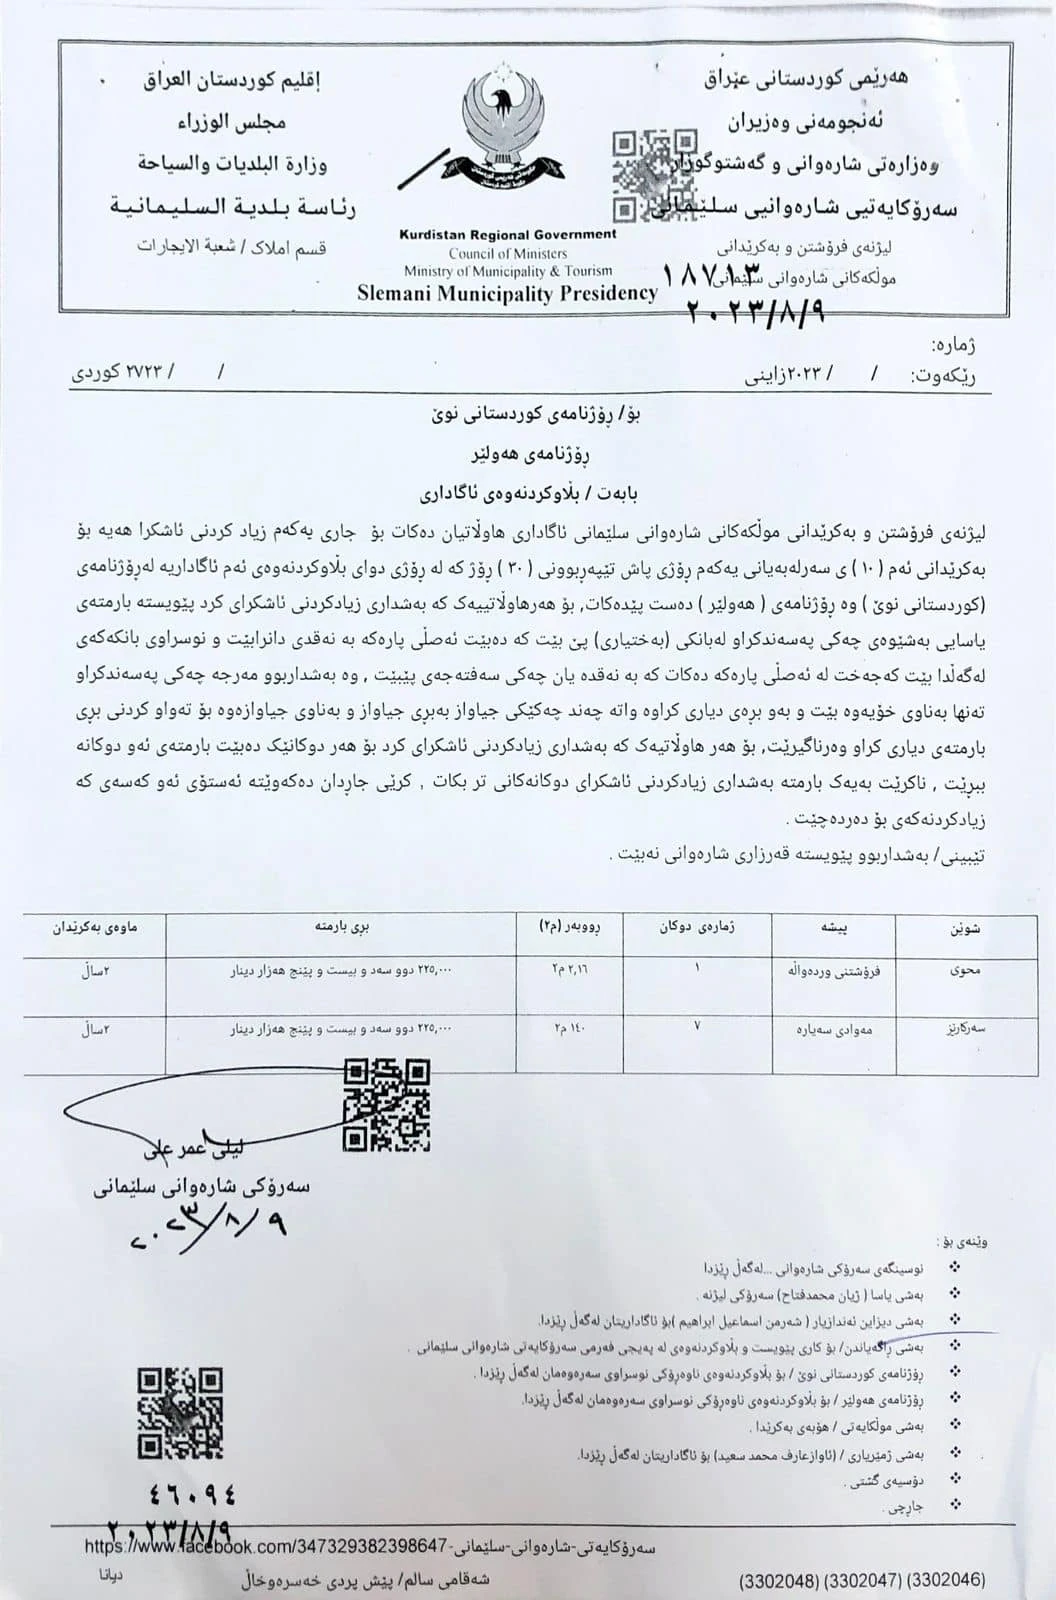 هەرێمی کوردستانی عێراق
ئەنجومەنی وەزیران
وەزارەتی شارەوانی و گەشتوگوزار
سەرۆکایەتیی شارەوانیی سلێمانی
لیژنەی فرۆشتن و بەکرێدانی
موڵکەکانی شارەوانی سلێمانی
١٨٧١٣
٢٠٢٣/٨/٩
Kurdistan Regional Government
Council of Ministers
Ministry of Municipality & Tourism
Slemani Municipality Presidency
إقليم كوردستان العراق
مجلس الوزراء
وزارة البلديات والسياحة
رئاسة بلدية السليمانية
قسم املاک / شعبة الايجارات
ژمارە:
رێکەوت: / / ٢٠٢٣زاینی / / ٢٧٢٣ کوردی
بۆ/ ڕۆژنامەی کوردستانی نوێ
ڕۆژنامەی هەولێر
بابەت / بڵاوکردنەوەی ئاگاداری
لیژنەی فرۆشتن و بەکرێدانی موڵکەکانی شارەوانی سلێمانی ئاگاداری هاوڵاتیان دەکات بۆ جاری یەکەم زیاد کردنی ئاشکرا هەیە بۆ
بەکرێدانی ئەم ( ١٠ ) ی سەرلەبەیانی یەکەم ڕۆژی پاش تێپەربوونی ( ٣٠ ) ڕۆژ کە لە ڕۆژی دوای بڵاوکردنەوەی ئەم ئاگاداریە لەڕۆژنامەی
(کوردستانی نوێ ) وە ڕۆژنامەی ( هەولێر ) دەست پێدەکات, بۆ هەرهاوڵاتییەک کە بەشداری زیادکردنی ئاشکرای کرد پێویستە بارمتەی
یاسایی بەشێوەی چەکی پەسەندکراو لەبانکی (بەختیاری) پێ بێت کە دەبێت ئەصڵی پارەکە بە نەقدی دانرابێت و نوسراوی بانکەکەی
لەگەڵدا بێت کەجەخت لە ئەصڵی پارەکە دەکات کە بە نەقدە یان چەکی سەفتەجەی پێبێت , وە بەشداربوو مەرجە چەکی پەسەندکراو
تەنها بەناوی خۆیەوە بێت و بەو بڕەی دیاری کراوە واتە چەند چەکێکی جیاواز بەبڕی جیاواز و بەناوی جیاوازەوە بۆ تەواو کردنی بڕی
بارمتەی دیاری کراو وەرناگیرێت, بۆ هەر هاوڵاتیەک کە بەشداری زیادکردنی ئاشکرای کرد بۆ هەر دوکانێک دەبێت بارمتەی ئەو دوکانە
ببرێت , ناکرێت بەیەک بارمتە بەشداری زیادکردنی ئاشکرای دوکانەکانی تر بکات , کرێی جاڕدان دەکەوێتە ئەستۆی ئەو کەسەی کە
زیادکردنەکەی بۆ دەردەچێت .
تێبینی/ بەشداربوو پێویستە قەرزاری شارەوانی نەبێت .
شوێن پیشە ژمارەی دوکان ڕووبەر (م٢) بڕی بارمتە ماوەی بەکرێدان
محوی فرۆشتنی وردەواڵە ١ ٢,١٦ م٢ ٢٢٥,٠٠٠ دوو سەد و بیست و پێنج هەزار دینار ٢ساڵ
سەرکارێز مەوادی سەیارە ٧ ١٤٠ م٢ ٢٢٥,٠٠٠ دوو سەد و بیست و پێنج هەزار دینار ٢ساڵ
لیلی عمر علی
سەرۆکی شارەوانی سلێمانی
٢٠٢٣/٨/٩
وێنەی بۆ :
❖ نوسینگەی سەرۆکی شارەوانی ...لەگەڵ ڕێزدا
❖ بەشی یاسا ( ژیان محمدفتاح) سەرۆکی لیژنە .
❖ بەشی دیزاین ئەندازیار ( شەرمن اسماعیل ابراهیم )بۆ ئاگاداریتان لەگەڵ ڕێزدا.
❖ بەشی ڕاگەیاندن/ بۆ کاری پێویست و بڵاوکردنەوەی لە پەیجی فەرمی سەرۆکایەتی شارەوانی سلێمانی .
❖ ڕۆژنامەی کوردستانی نوێ / بۆ بڵاوکردنەوەی ناوەڕۆکی نوسراوی سەرەوەمان لەگەڵ ڕێزدا .
❖ ڕۆژنامەی هەولێر / بۆ بڵاوکردنەوەی ناوەڕۆکی نوسراوی سەرەوەمان لەگەڵ ڕێزدا.
❖ بەشی موڵکایەتی / هۆبەی بەکرێدا .
❖ بەشی ژمێریاری / (ئاوازعارف محمد سعید) بۆ ئاگاداریتان لەگەڵ ڕێزدا.
❖ دۆسیەی گشتی .
❖ جارچی .
٤٦٠٩٤
٢٠٢٣/٨/٩
https://www.facebook.com/347329382398647-سەرۆکایەتی-شارەوانی-سلێمانی
(3302048) (3302047) (3302046) شەقامی سالم/ پێش پردی خەسرەوخاڵ دیانا